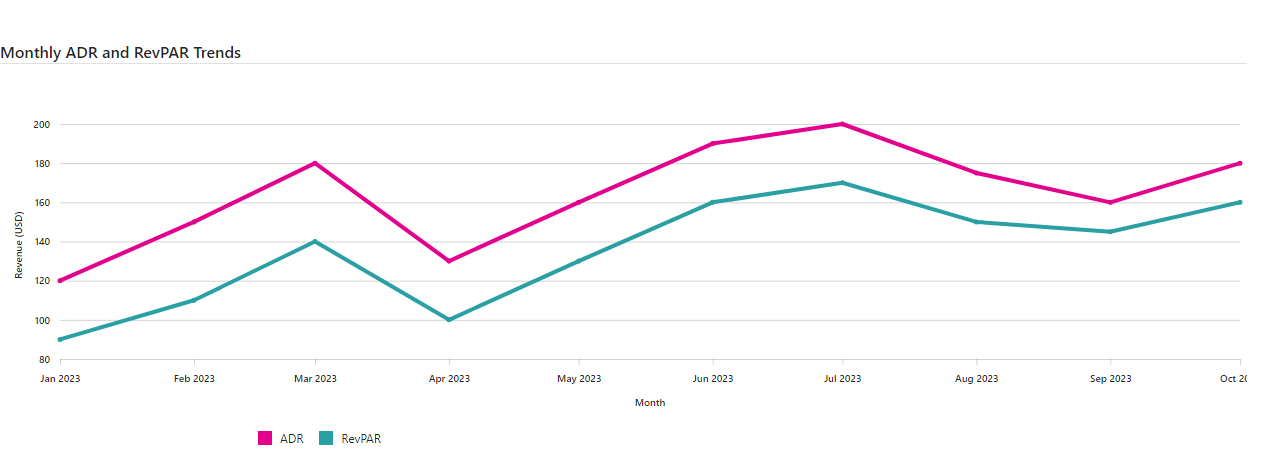 Monthly ADR and RevPAR Trends
200
180
160
140
120
100
80
Revenue (USD)
Jan 2023 Feb 2023 Mar 2023 Apr 2023 May 2023 Jun 2023 Jul 2023 Aug 2023 Sep 2023 Oct
Month
ADR RevPAR